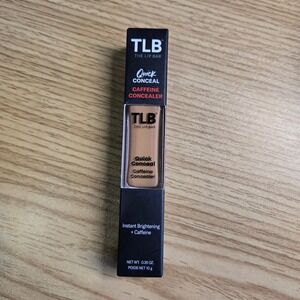 TLB
THE LIP BAR
Quick
CONCEAL
CAFFEINE
CONCEALER
TLB
THE LIP BAR
Quick
Conceal
Caffeine
Concealer
Instant Brightening
+ Caffeine
NET WT. 0.35 OZ
POIDS NET 10 g